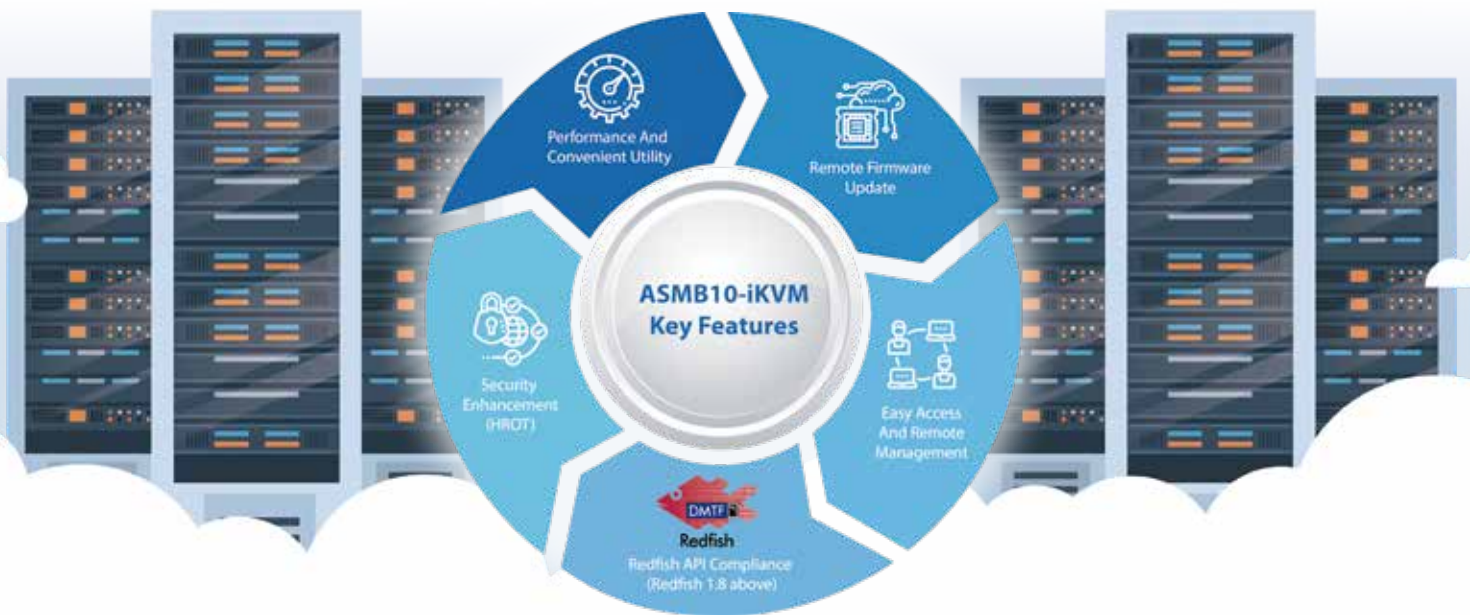 Performance And
Convenient Utility
Remote Firmware
Update
ASMB10-iKVM
Key Features
Security
Enhancement
(HROT)
Easy Access
And Remote
Management
DMTF
Redfish
Redfish API Compliance
(Redfish 1.8 above)